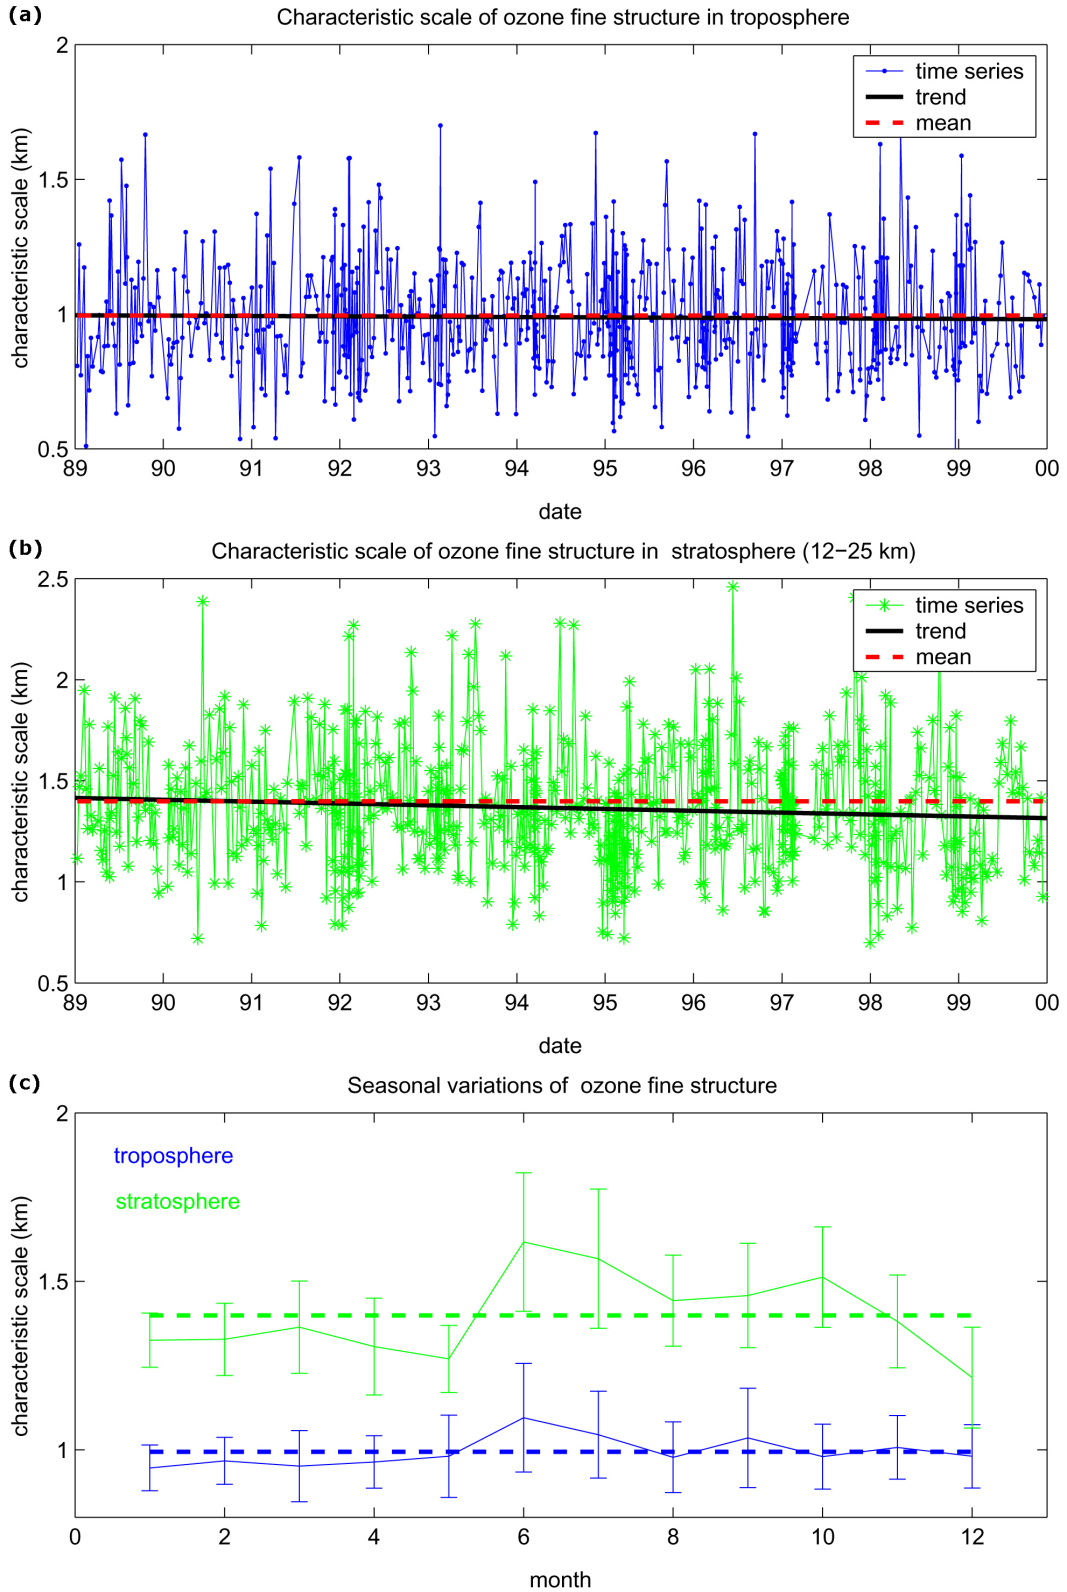 (a)
Characteristic scale of ozone fine structure in troposphere
2
1.5
1
0.5
characteristic scale (km)
time series
trend
mean
89 90 91 92 93 94 95 96 97 98 99 00
date
(b)
Characteristic scale of ozone fine structure in stratosphere (12−25 km)
2.5
2
1.5
1
0.5
characteristic scale (km)
time series
trend
mean
89 90 91 92 93 94 95 96 97 98 99 00
date
(c)
Seasonal variations of ozone fine structure
2
1.5
1
characteristic scale (km)
troposphere
stratosphere
0 2 4 6 8 10 12
month